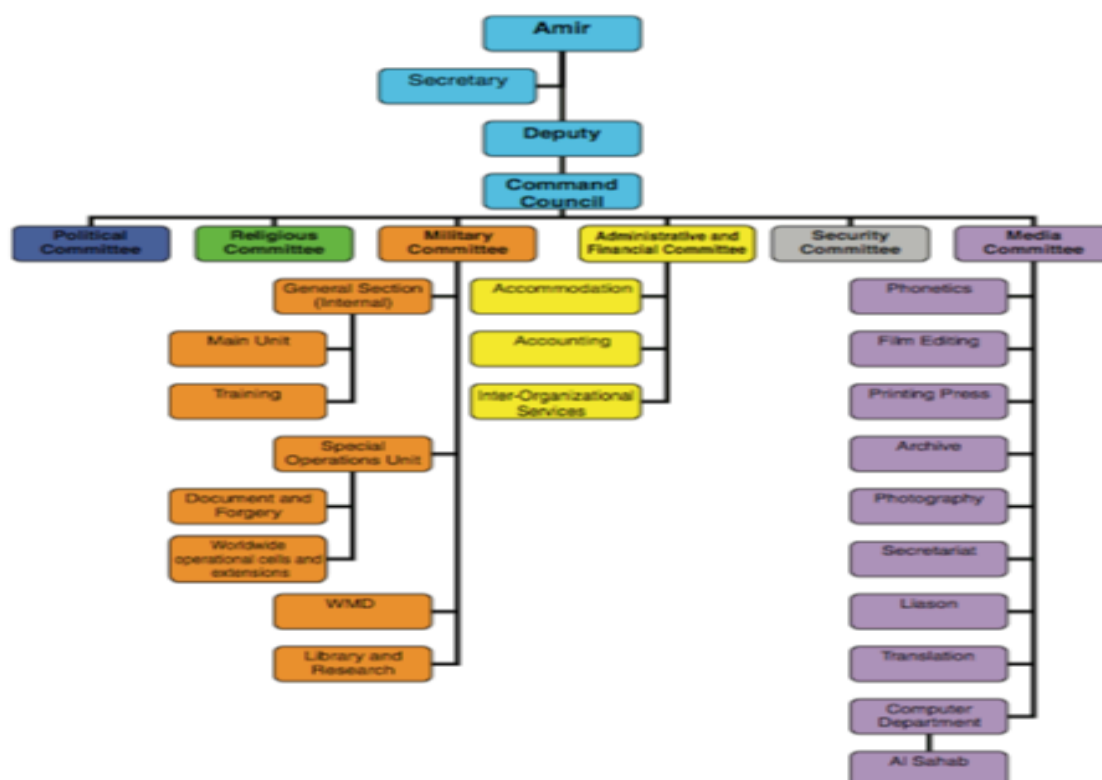 Amir
Secretary
Deputy
Command
Council
Political
Committee
Religious
Committee
Military
Committee
Administrative and
Financial Committee
Security
Committee
Media
Committee
General Section
(Internal)
Main Unit
Training
Special
Operations Unit
Document and
Forgery
Worldwide
operational cells and
extensions
WMD
Library and
Research
Accommodation
Accounting
Inter-Organizational
Services
Phonetics
Film Editing
Printing Press
Archive
Photography
Secretariat
Liason
Translation
Computer
Department
Al Sahab